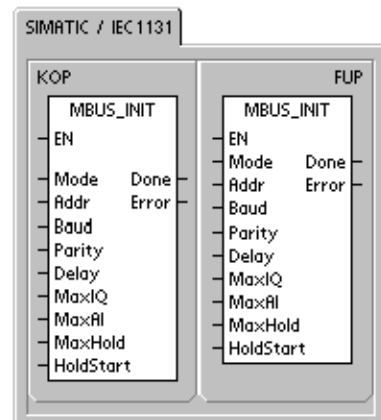 SIMATIC / IEC1131
KOP
MBUS_INIT
EN
Mode Done
Addr Error
Baud
Parity
Delay
MaxIQ
MaxAI
MaxHold
HoldStart
FUP
MBUS_INIT
EN
Mode Done
Addr Error
Baud
Parity
Delay
MaxIQ
MaxAI
MaxHold
HoldStart